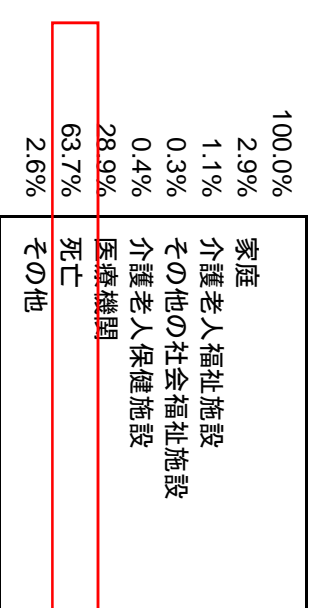 100.0%
2.9% 家庭
1.1% 介護老人福祉施設
0.3% その他の社会福祉施設
0.4% 介護老人保健施設
28.9% 医療機関
63.7% 死亡
2.6% その他